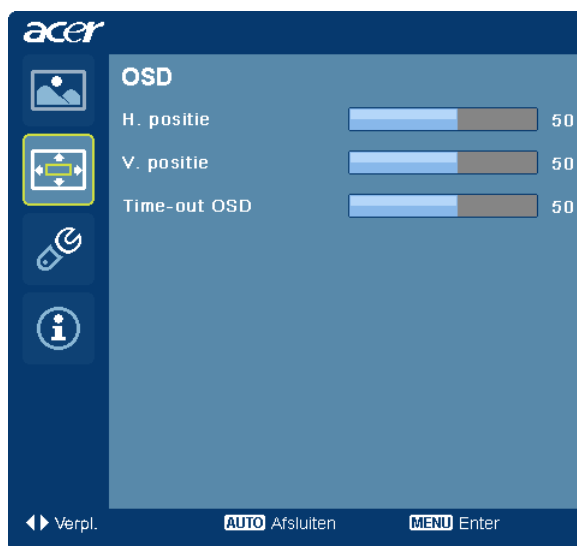 acer
OSD
H. positie 50
V. positie 50
Time-out OSD 50
Verpl. AUTO Afsluiten MENU Enter